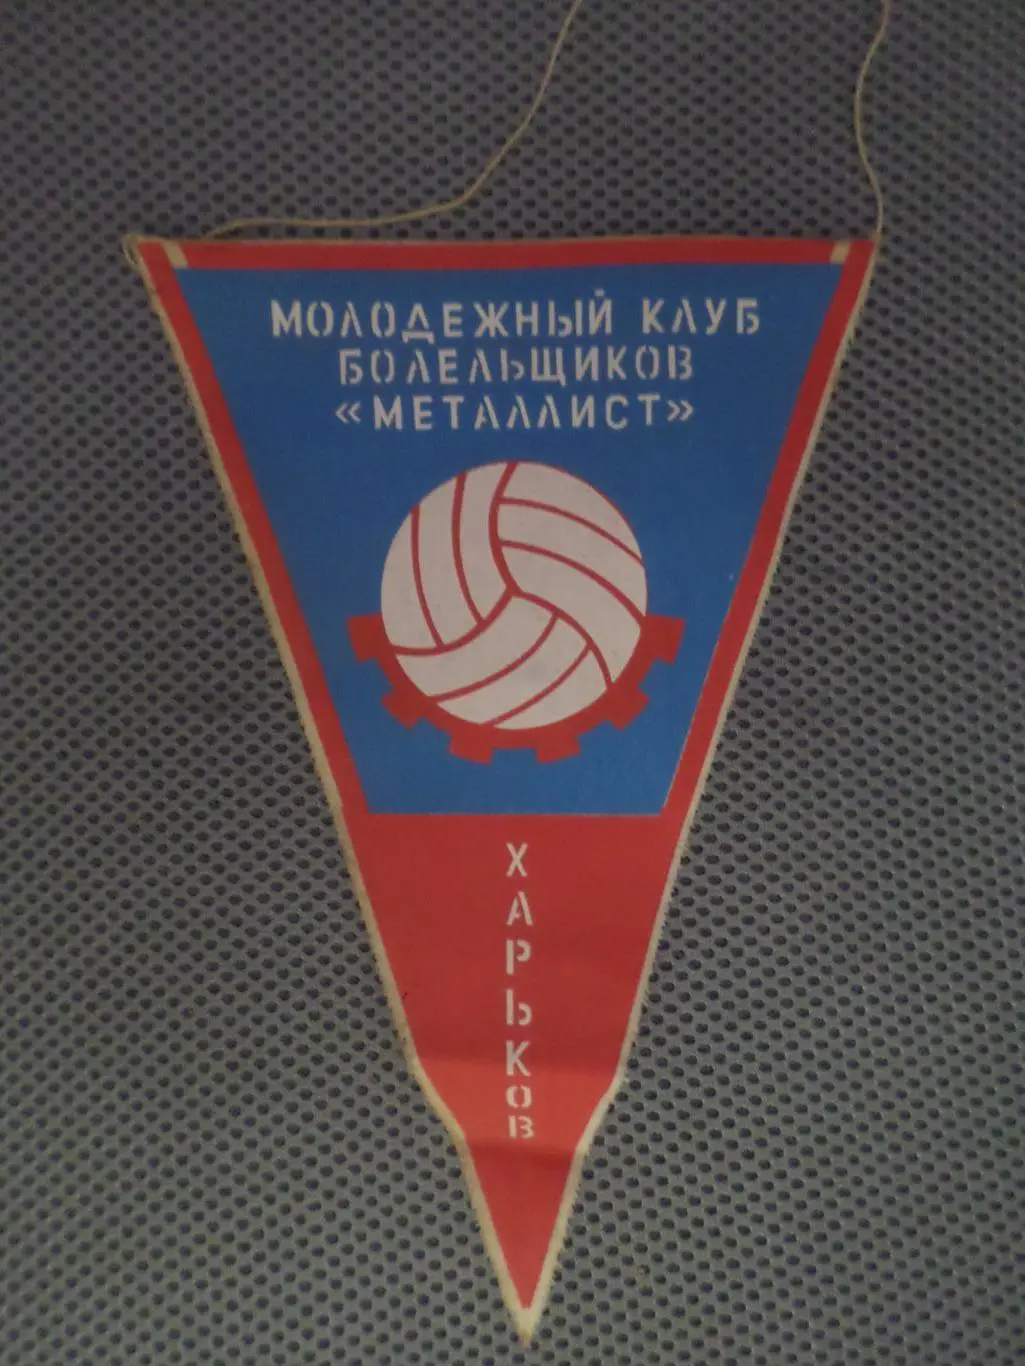 МОЛОДЕЖНЫЙ КЛУБ
БОЛЕЛЬЩИКОВ
«МЕТАЛЛИСТ»
ХАРЬКОВ